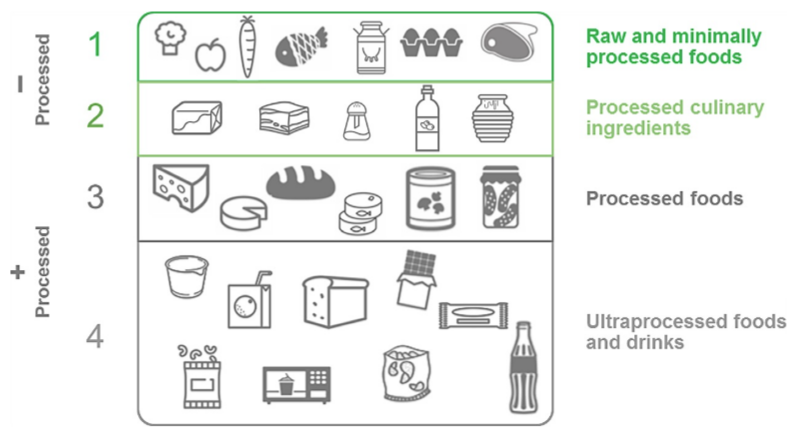 1
Raw and minimally
processed foods
– Processed
2
Processed culinary
ingredients
3
Processed foods
+ Processed
4
Ultraprocessed foods
and drinks